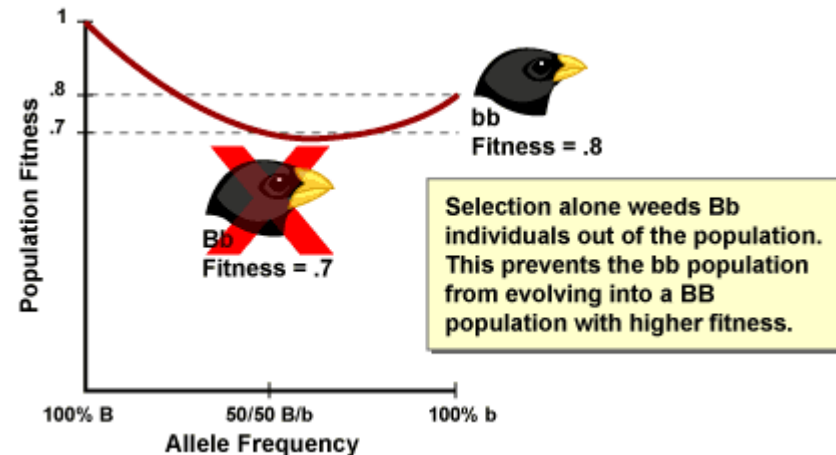 1
.8
.7
Population Fitness
bb
Fitness = .8
Bb
Fitness = .7
Selection alone weeds Bb
individuals out of the population.
This prevents the bb population
from evolving into a BB
population with higher fitness.
100% B
50/50 B/b
100% b
Allele Frequency